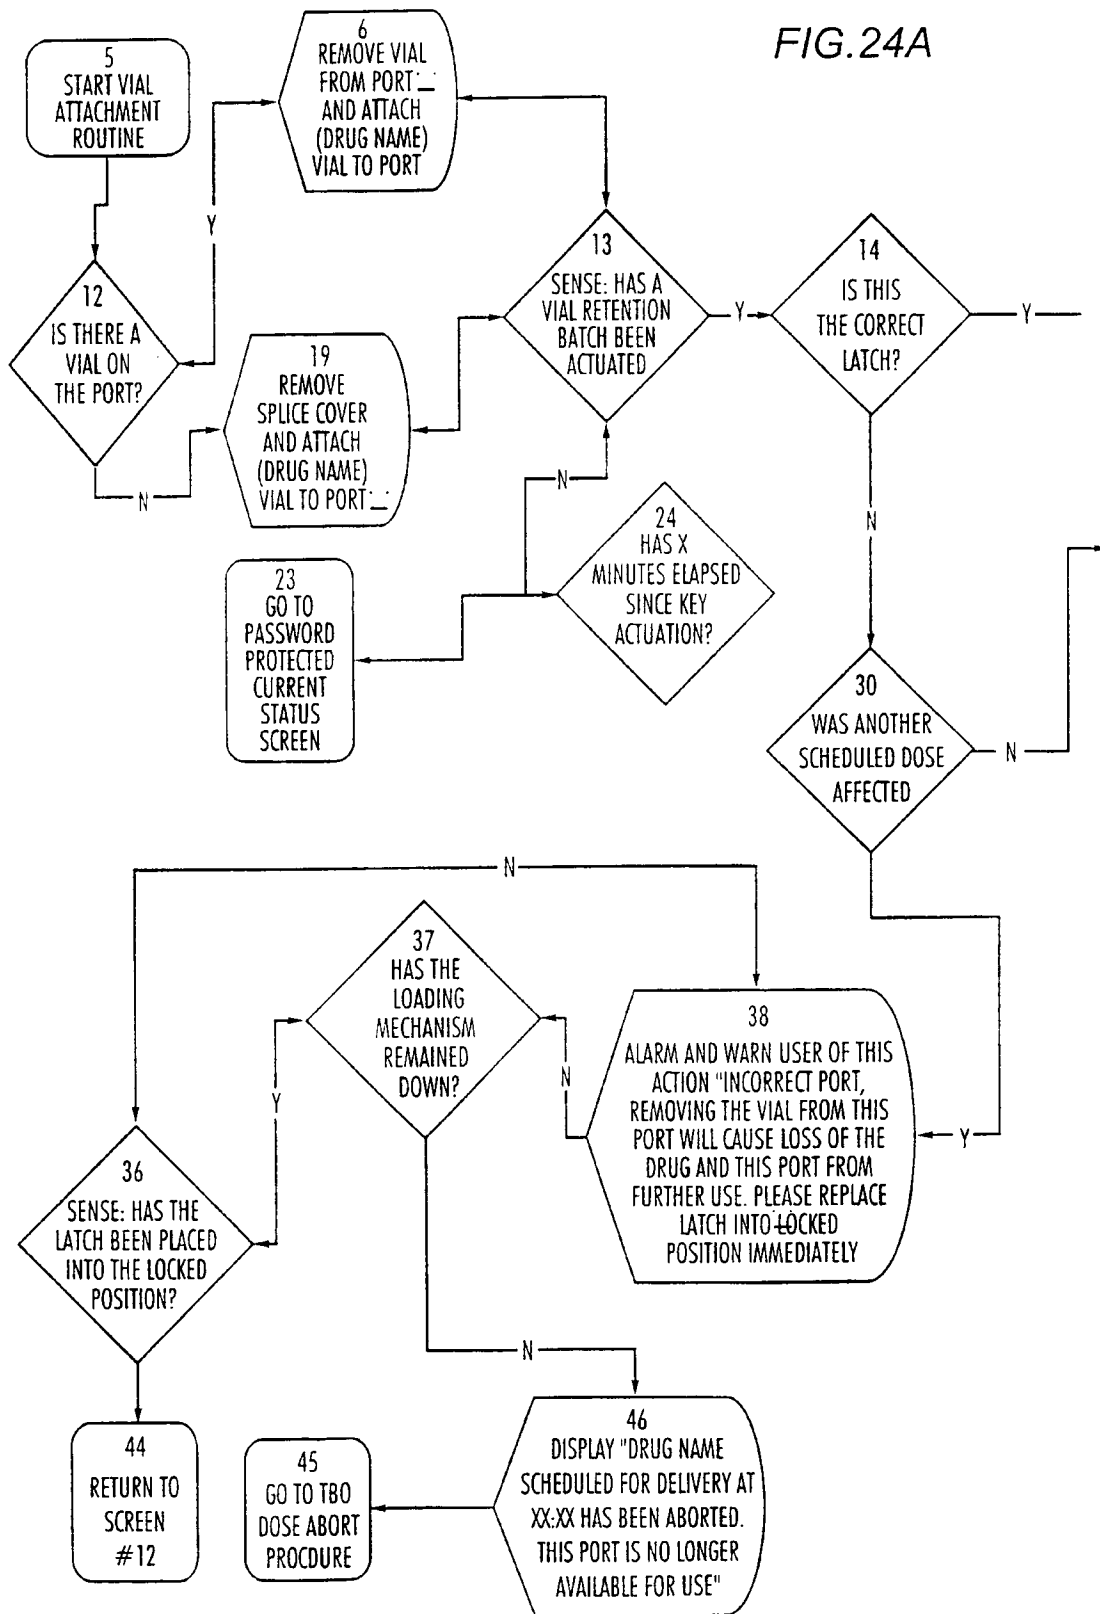 FIG.24A
5
START VIAL
ATTACHMENT
ROUTINE
6
REMOVE VIAL
FROM PORT:_
AND ATTACH
(DRUG NAME)
VIAL TO PORT
Y
12
IS THERE A
VIAL ON
THE PORT?
N
19
REMOVE
SPLICE COVER
AND ATTACH
(DRUG NAME)
VIAL TO PORT:_
13
SENSE: HAS A
VIAL RETENTION
BATCH BEEN
ACTUATED
Y
14
IS THIS
THE CORRECT
LATCH?
Y
N
N
23
GO TO
PASSWORD
PROTECTED
CURRENT
STATUS
SCREEN
24
HAS X
MINUTES ELAPSED
SINCE KEY
ACTUATION?
30
WAS ANOTHER
SCHEDULED DOSE
AFFECTED
N
Y
N
37
HAS THE
LOADING
MECHANISM
REMAINED
DOWN?
Y
N
38
ALARM AND WARN USER OF THIS
ACTION "INCORRECT PORT,
REMOVING THE VIAL FROM THIS
PORT WILL CAUSE LOSS OF THE
DRUG AND THIS PORT FROM
FURTHER USE. PLEASE REPLACE
LATCH INTO LOCKED
POSITION IMMEDIATELY
36
SENSE: HAS THE
LATCH BEEN PLACED
INTO THE LOCKED
POSITION?
N
44
RETURN TO
SCREEN
#12
45
GO TO TBO
DOSE ABORT
PROCDURE
46
DISPLAY "DRUG NAME
SCHEDULED FOR DELIVERY AT
XX:XX HAS BEEN ABORTED.
THIS PORT IS NO LONGER
AVAILABLE FOR USE"